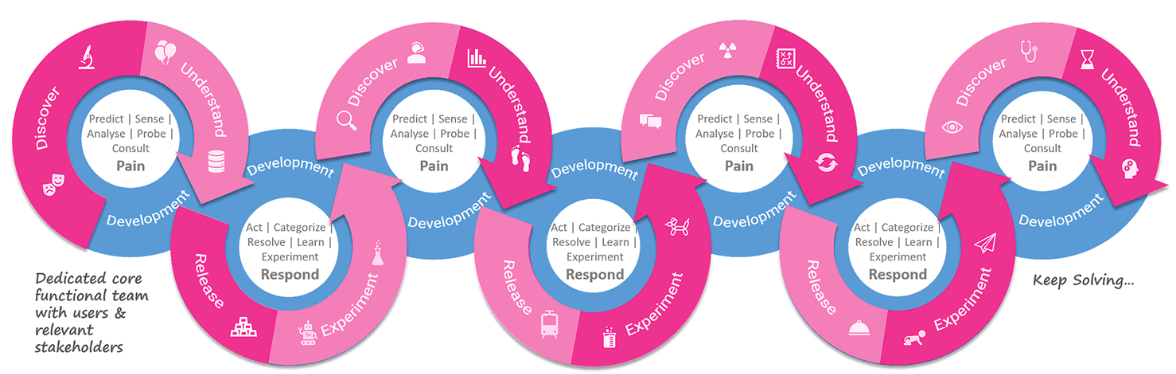 Discover
Understand
Predict | Sense |
Analyse | Probe |
Consult
Pain
Development
Development
Release
Experiment
Act | Categorize |
Resolve | Learn |
Experiment
Respond
Discover
Understand
Predict | Sense |
Analyse | Probe |
Consult
Pain
Development
Development
Release
Experiment
Act | Categorize |
Resolve | Learn |
Experiment
Respond
Discover
Understand
Predict | Sense |
Analyse | Probe |
Consult
Pain
Development
Development
Release
Experiment
Act | Categorize |
Resolve | Learn |
Experiment
Respond
Discover
Understand
Predict | Sense |
Analyse | Probe |
Consult
Pain
Development
Dedicated core
functional team
with users &
relevant
stakeholders
Keep Solving...